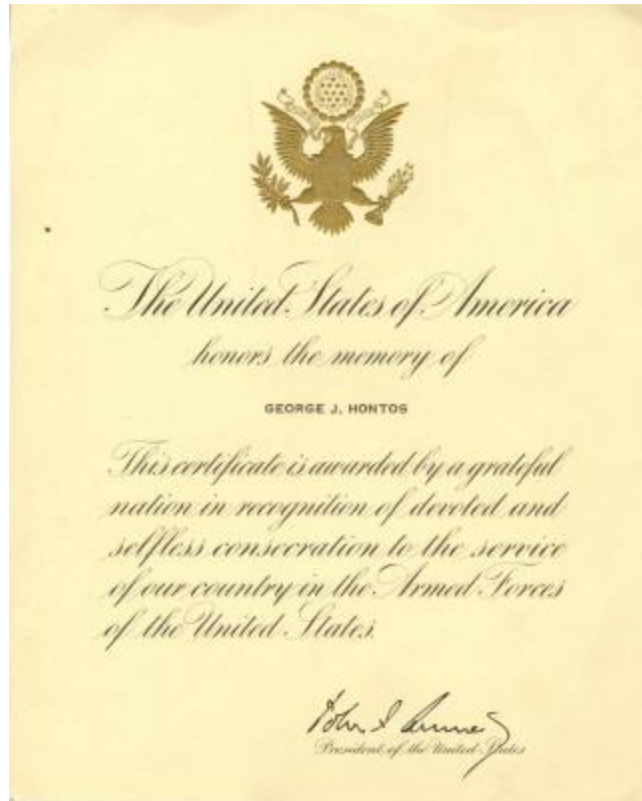 The United States of America
honors the memory of
GEORGE J. HONTOS
This certificate is awarded by a grateful
nation in recognition of devoted and
selfless consecration to the service
of our country in the Armed Forces
of the United States.
President of the United States